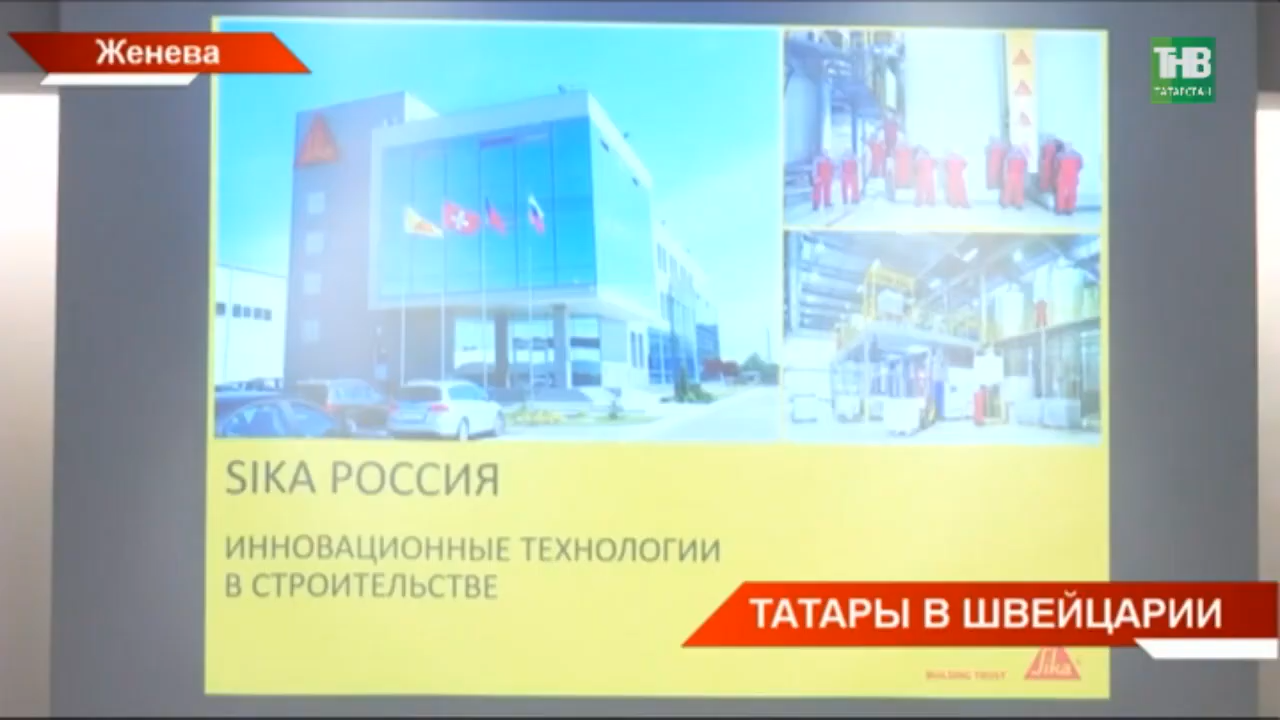 Женева
ТНВ
ТАТАРСТАН
SIKA РОССИЯ
ИННОВАЦИОННЫЕ ТЕХНОЛОГИИ
В СТРОИТЕЛЬСТВЕ
ТАТАРЫ В ШВЕЙЦАРИИ
BUILDING TRUST
Sika